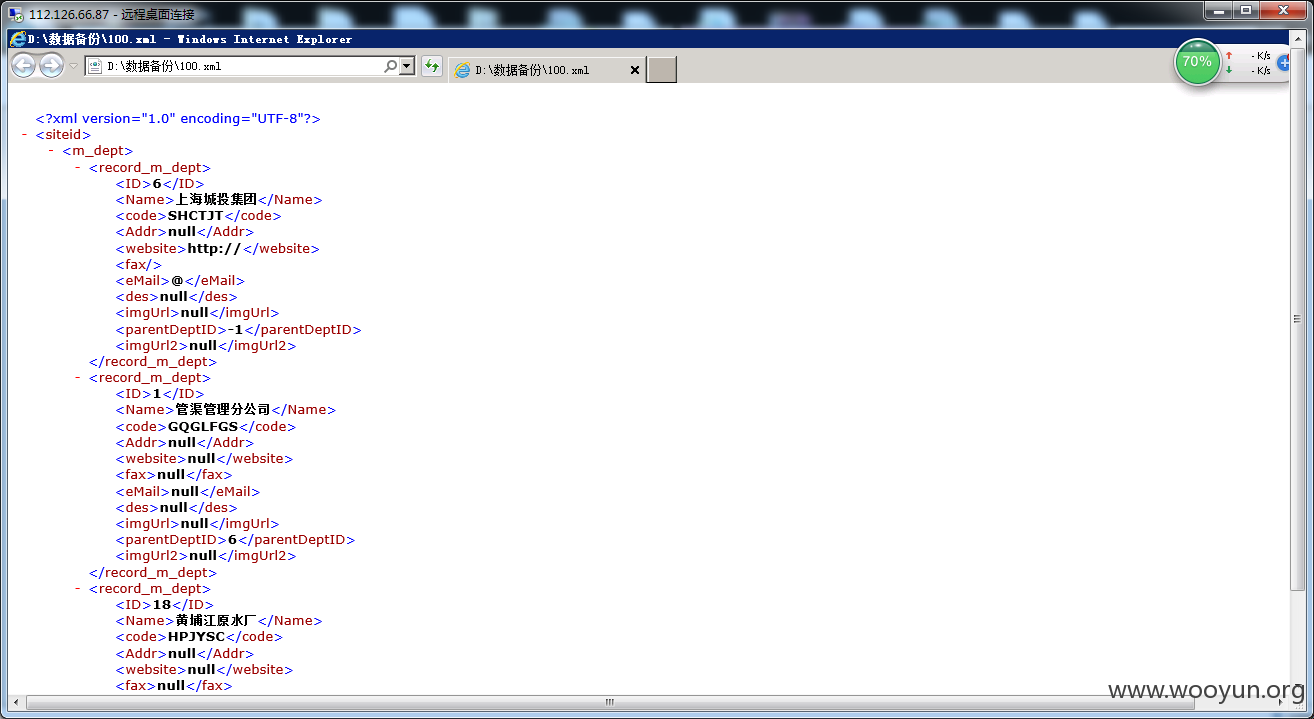 112.126.66.87 - 远程桌面连接
D:\数据备份\100.xml - Windows Internet Explorer
D:\数据备份\100.xml
D:\数据备份\100.xml
70%
- K/s
- K/s
<?xml version="1.0" encoding="UTF-8"?>
- <siteid>
- <m_dept>
- <record_m_dept>
<ID>6</ID>
<Name>上海城投集团</Name>
<code>SHCTJT</code>
<Addr>null</Addr>
<website>http://</website>
<fax/>
<eMail>@</eMail>
<des>null</des>
<imgUrl>null</imgUrl>
<parentDeptID>-1</parentDeptID>
<imgUrl2>null</imgUrl2>
</record_m_dept>
- <record_m_dept>
<ID>1</ID>
<Name>管渠管理分公司</Name>
<code>GQGLFGS</code>
<Addr>null</Addr>
<website>null</website>
<fax>null</fax>
<eMail>null</eMail>
<des>null</des>
<imgUrl>null</imgUrl>
<parentDeptID>6</parentDeptID>
<imgUrl2>null</imgUrl2>
</record_m_dept>
- <record_m_dept>
<ID>18</ID>
<Name>黄埔江原水厂</Name>
<code>HPJYSC</code>
<Addr>null</Addr>
<website>null</website>
<fax>null</fax>
www.wooyun.org